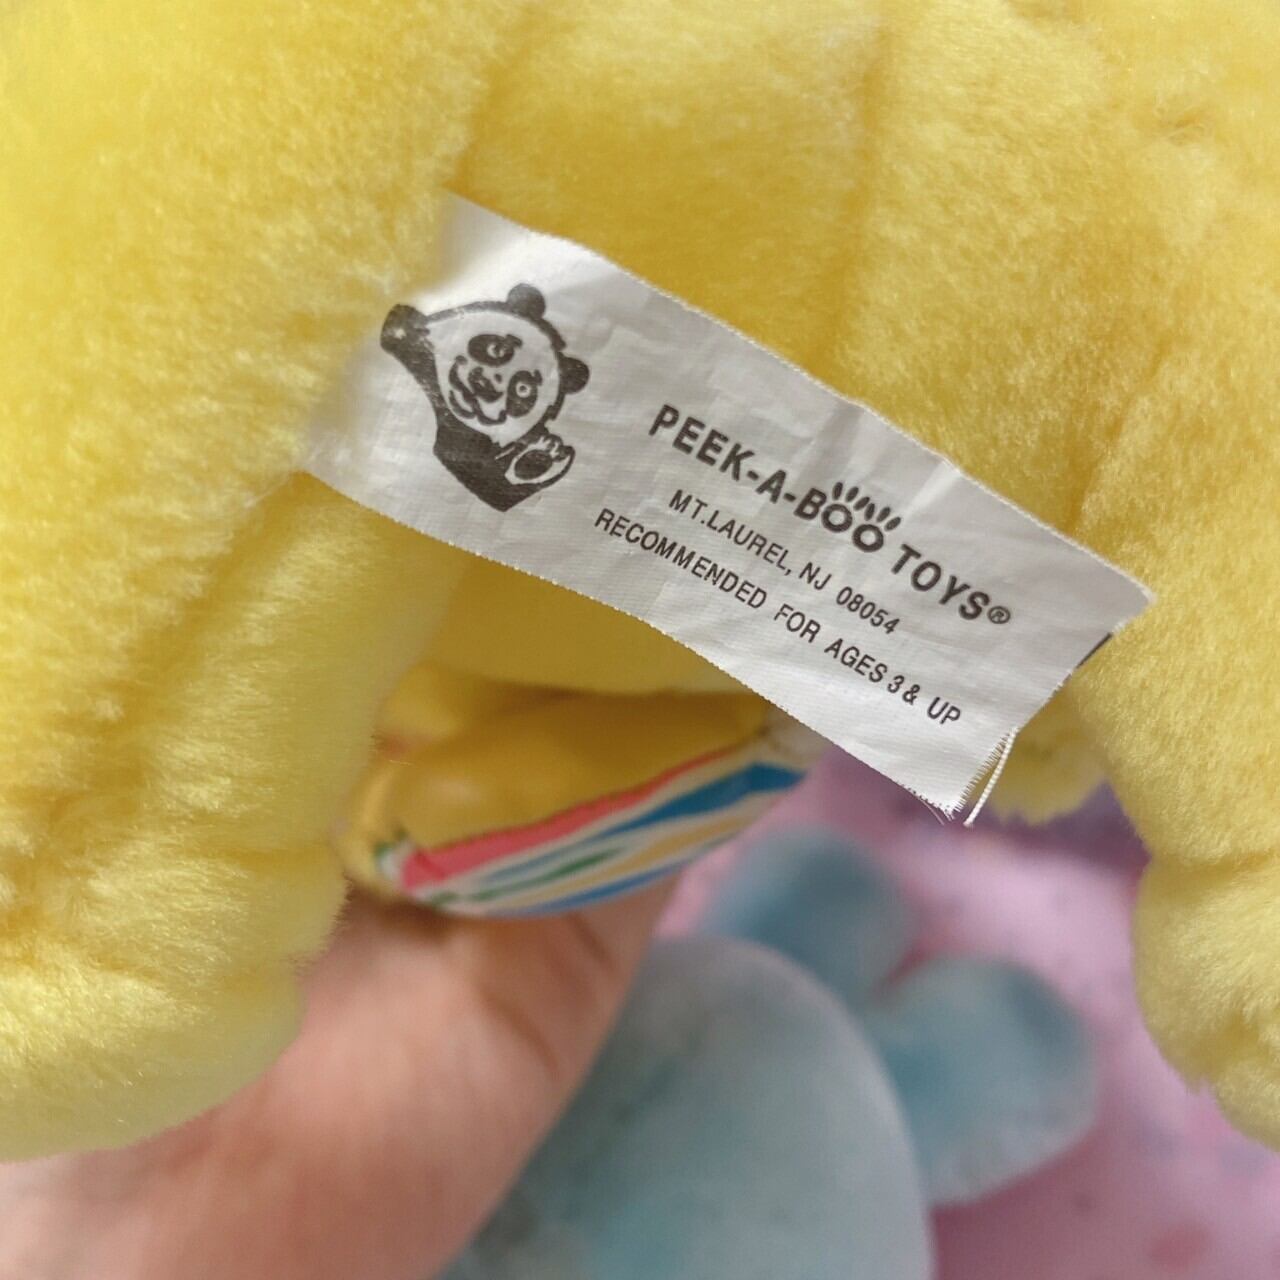 PEEK-A-BOO TOYS®
MT.LAUREL, NJ 08054
RECOMMENDED FOR AGES 3 & UP